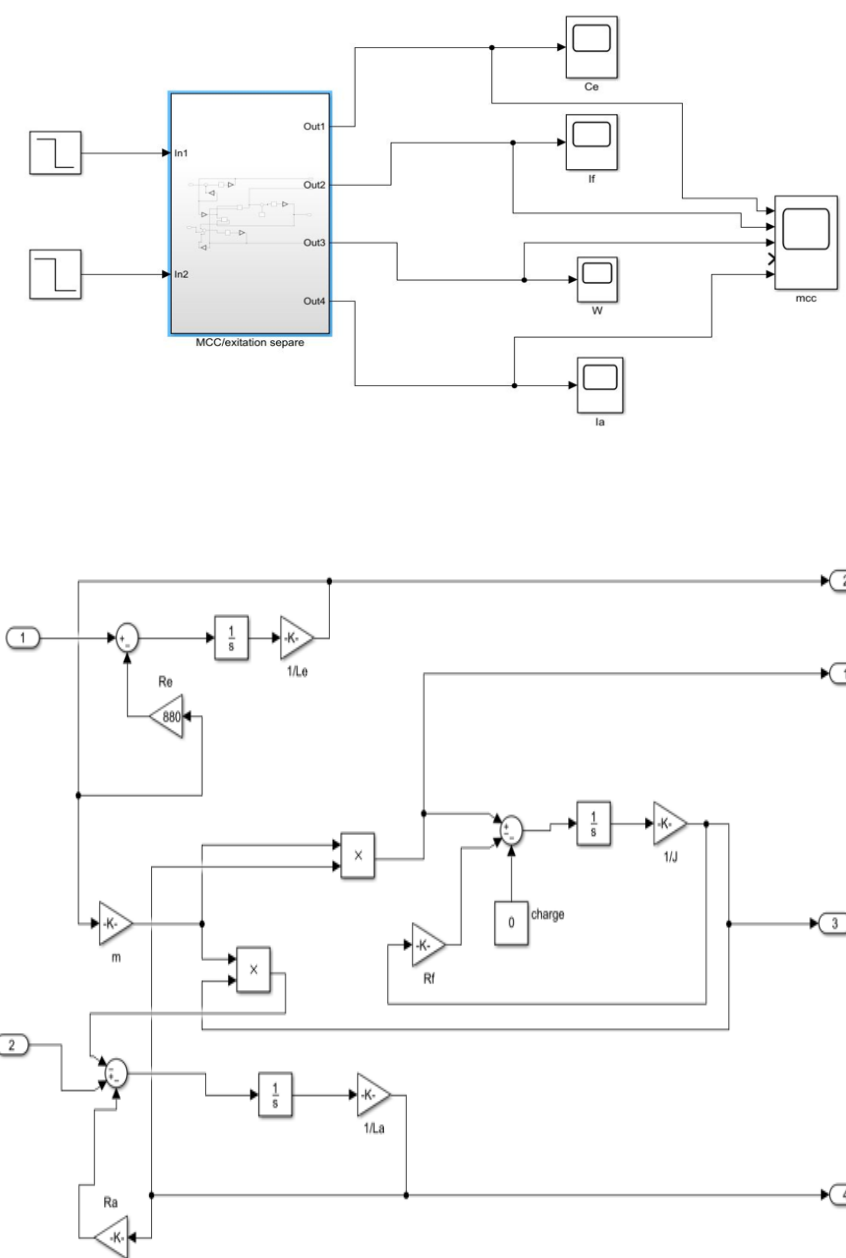 Ce
Out1
In1
If
Out2
Out3
In2
W
mcc
Out4
MCC/exitation separe
Ia
2
1
+
-
1
s
-K-
1/Le
1
Re
880
+
-
-
1
s
-K-
1/J
X
0
charge
3
-K-
m
-K-
Rf
X
2
-
+
-
1
s
-K-
1/La
Ra
4
-K-